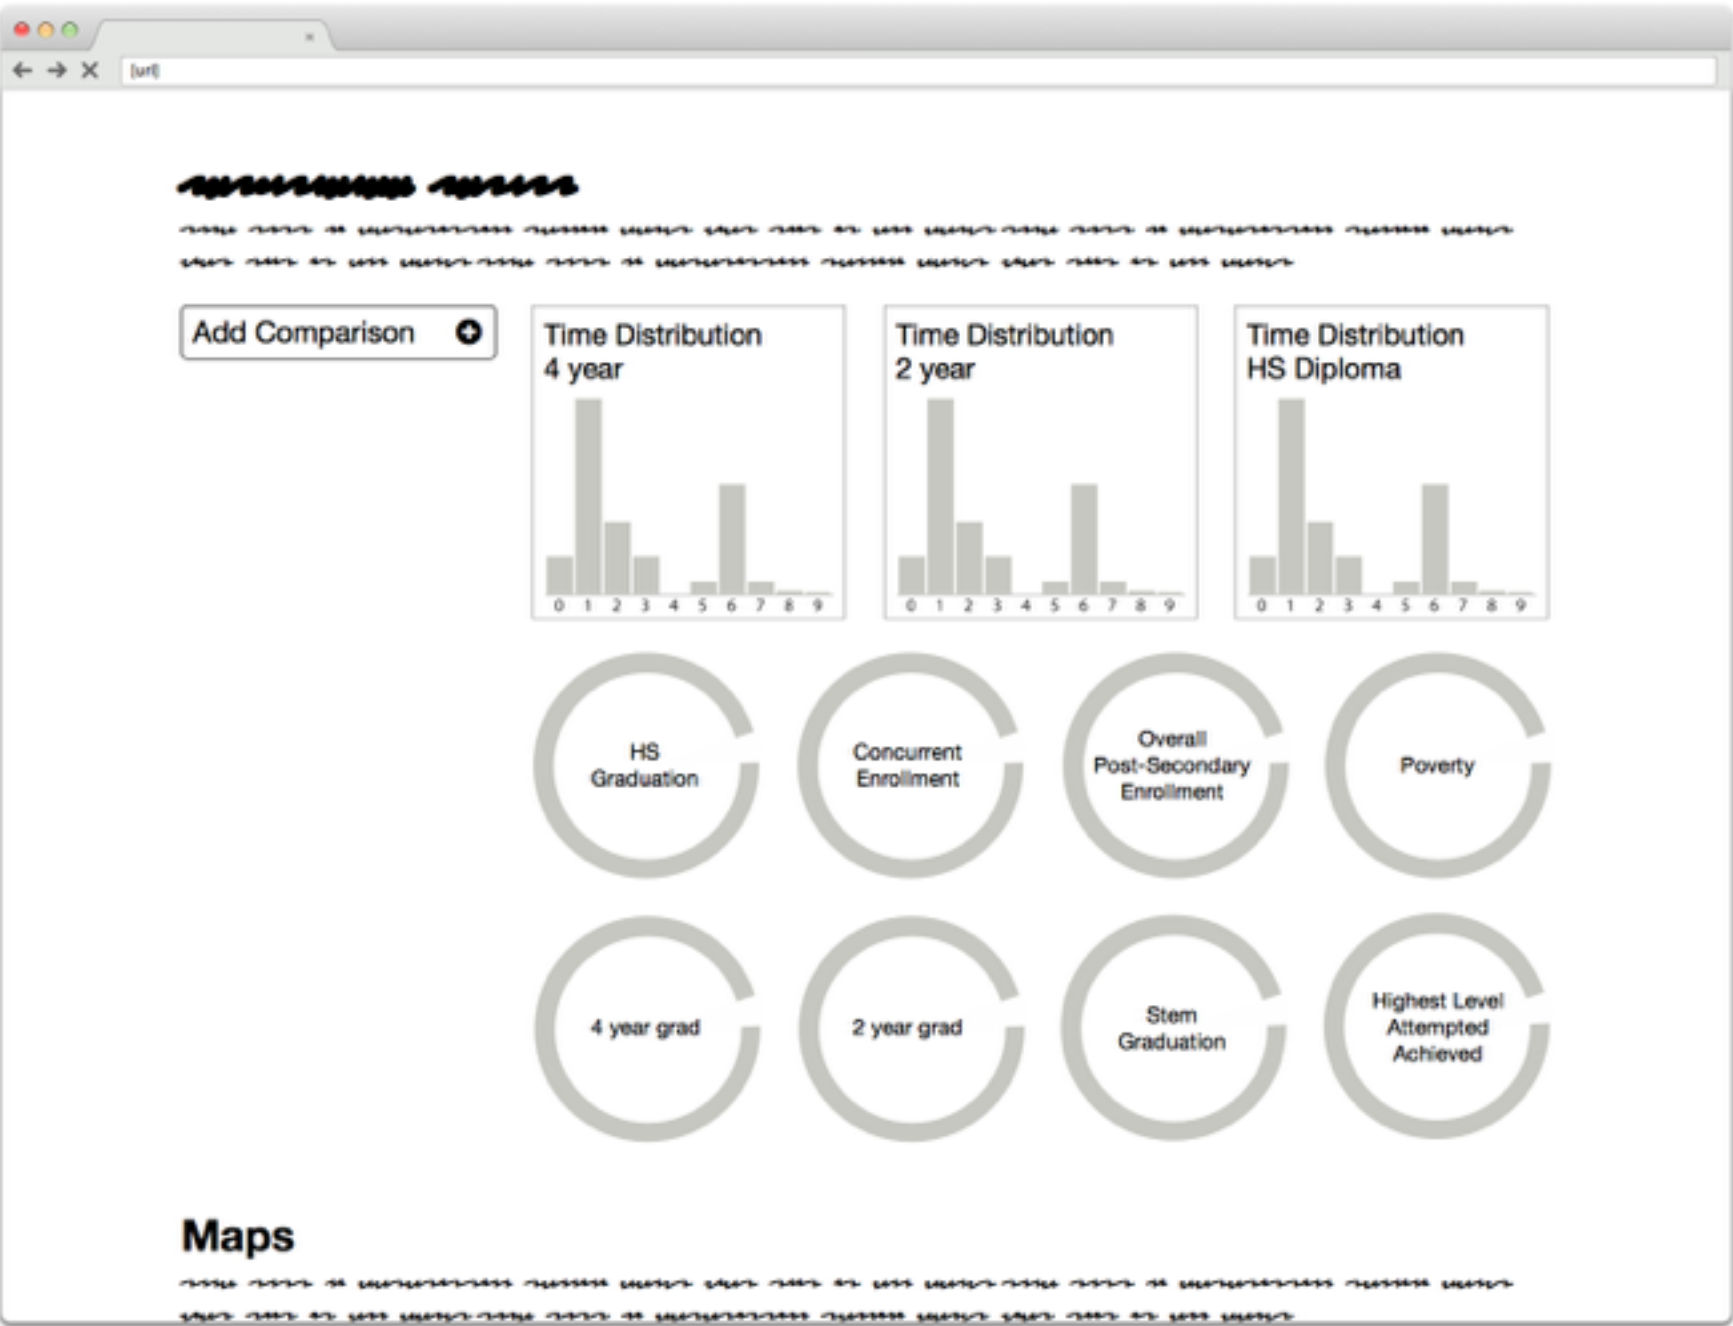 [url]
Add Comparison
Time Distribution
4 year
0 1 2 3 4 5 6 7 8 9
Time Distribution
2 year
0 1 2 3 4 5 6 7 8 9
Time Distribution
HS Diploma
0 1 2 3 4 5 6 7 8 9
HS
Graduation
Concurrent
Enrollment
Overall
Post-Secondary
Enrollment
Poverty
4 year grad
2 year grad
Stem
Graduation
Highest Level
Attempted
Achieved
Maps